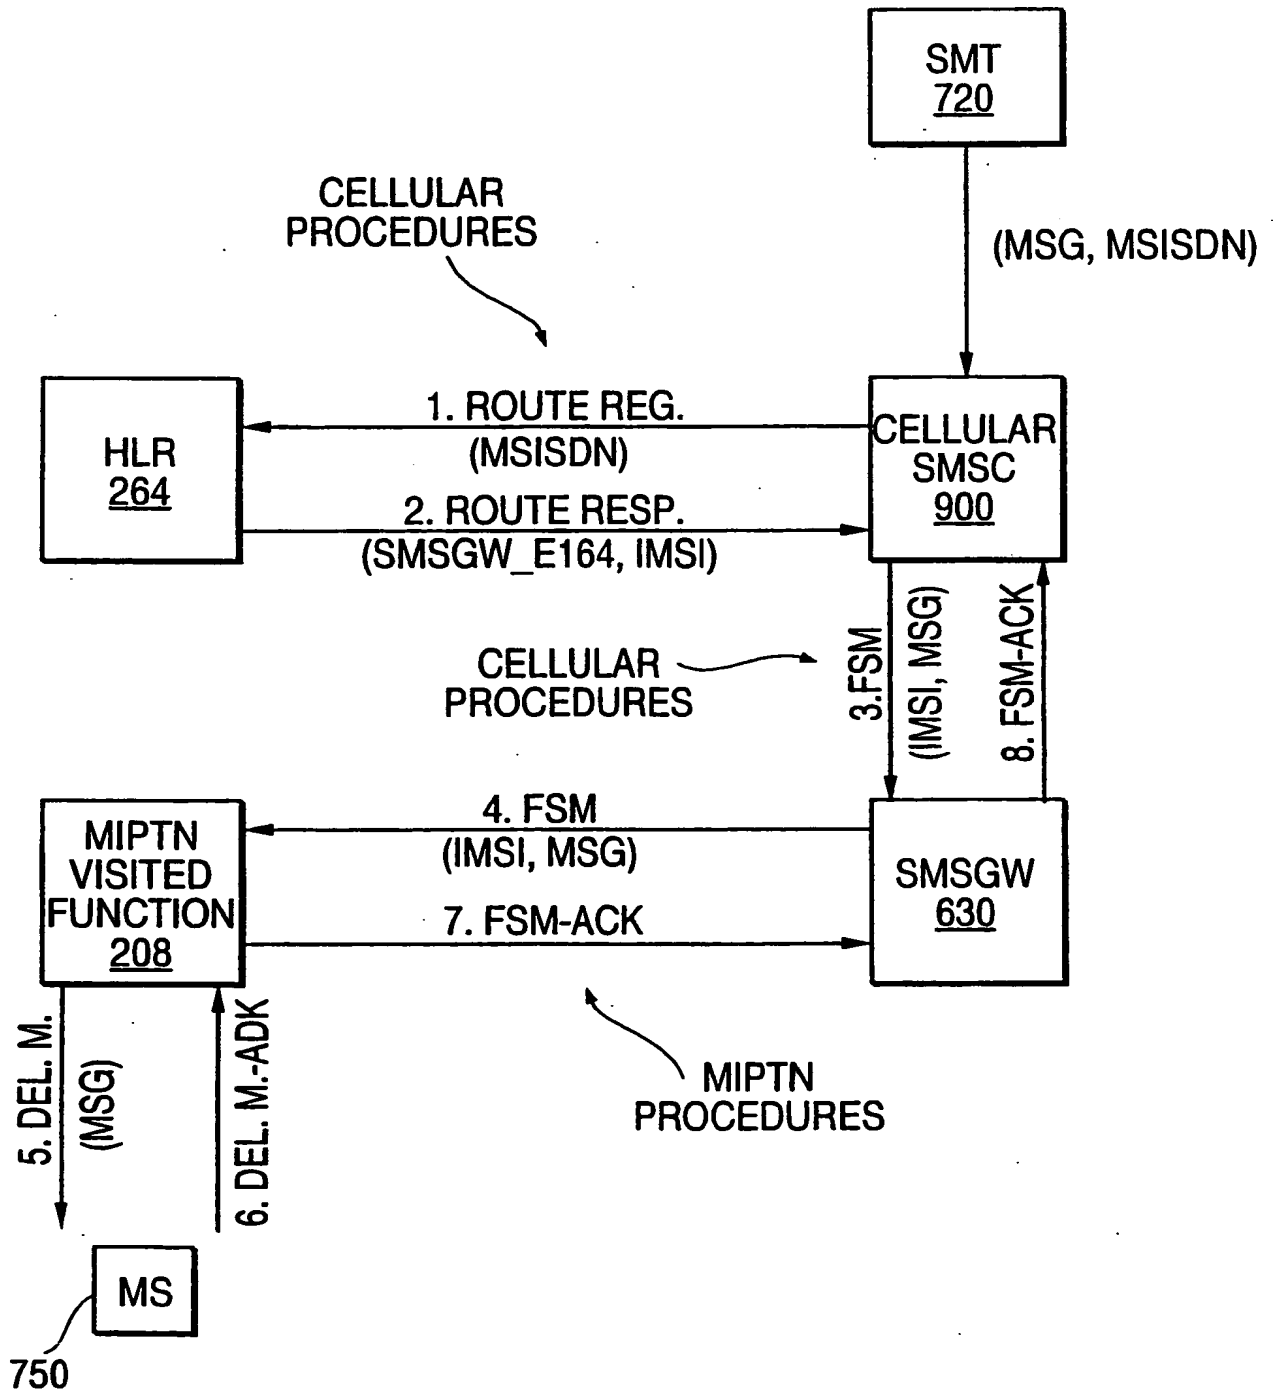 SMT
720
CELLULAR
PROCEDURES
(MSG, MSISDN)
HLR
264
1. ROUTE REG.
(MSISDN)
2. ROUTE RESP.
(SMSGW_E164, IMSI)
CELLULAR
SMSC
900
CELLULAR
PROCEDURES
3.FSM
(IMSI, MSG)
8. FSM-ACK
MIPTN
VISITED
FUNCTION
208
4. FSM
(IMSI, MSG)
7. FSM-ACK
SMSGW
630
5. DEL. M.
(MSG)
6. DEL. M.-ADK
MIPTN
PROCEDURES
MS
750